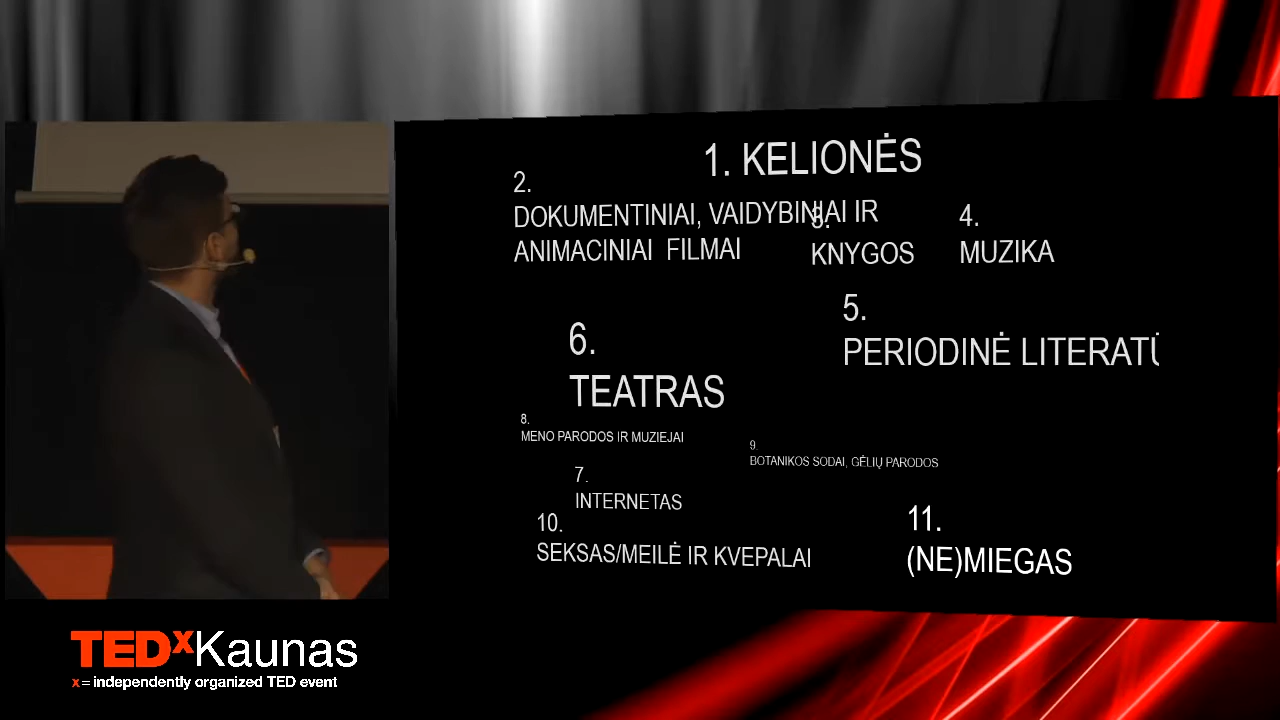 1. KELIONĖS
2.
DOKUMENTINIAI, VAIDYBINIAI IR
ANIMACINIAI FILMAI
3.
KNYGOS
4.
MUZIKA
5.
PERIODINĖ LITERATŪ
6.
TEATRAS
8.
MENO PARODOS IR MUZIEJAI
9.
BOTANIKOS SODAI, GĖLIŲ PARODOS
7.
INTERNETAS
10.
SEKSAS/MEILĖ IR KVEPALAI
11.
(NE)MIEGAS
TEDxKaunas
x = independently organized TED event